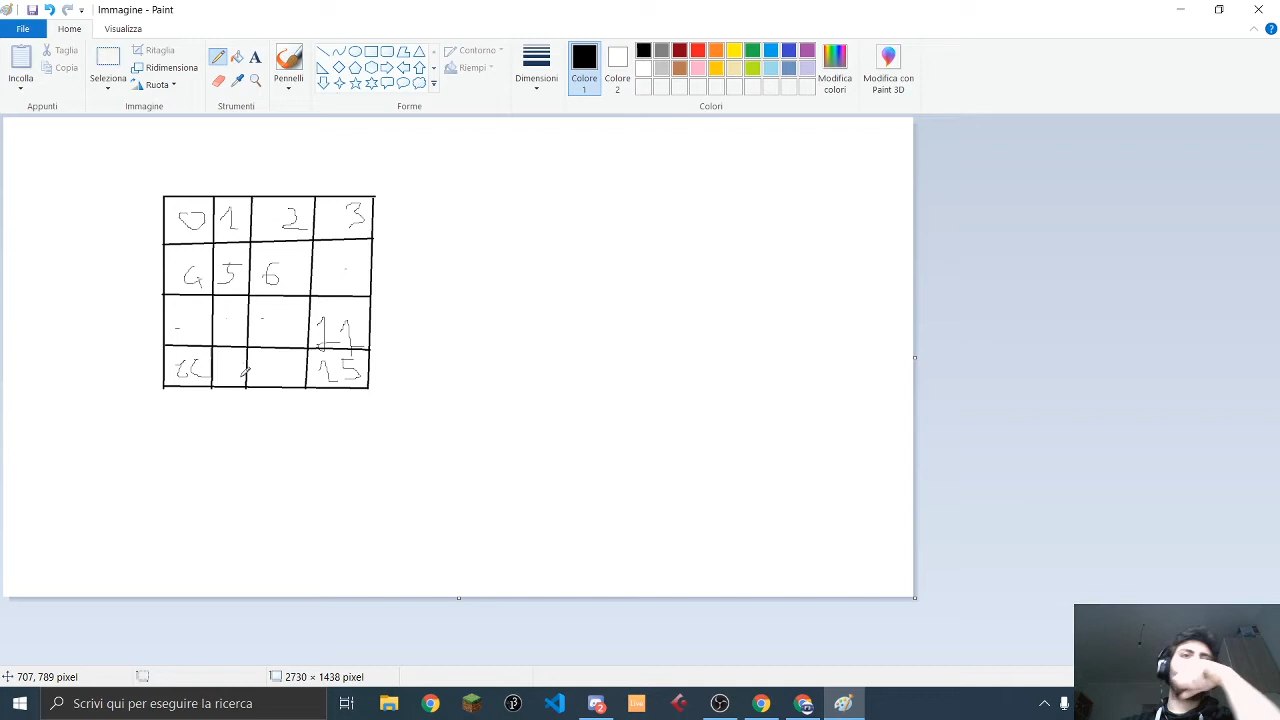 Immagine - Paint
File Home Visualizza
Incolla
Taglia
Copia
Appunti
Seleziona
Ritaglia
Ridimensiona
Ruota
Immagine
A
Strumenti
Pennelli
Contorno
Riempi
Forme
Dimensioni
Colore 1
Colore 2
Modifica colori
Colori
Modifica con Paint 3D
0 1 2 3
4 5 6
11
15
707, 789 pixel
2730 × 1438 pixel
Scrivi qui per eseguire la ricerca
Live
2